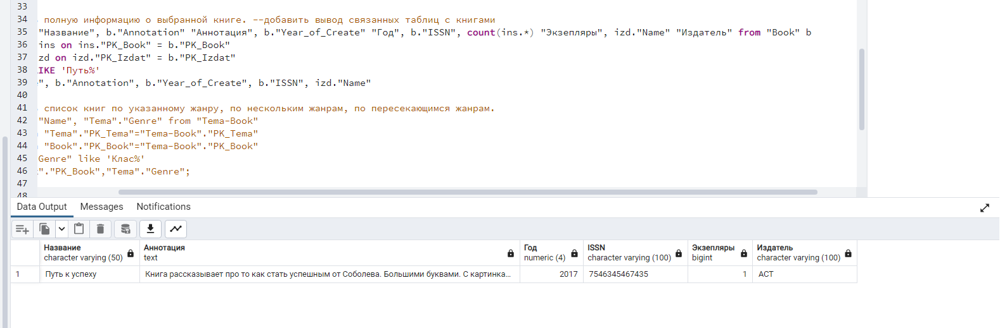 33
34 полную информацию о выбранной книге. --добавить вывод связанных таблиц с книгами
35 "Название", b."Annotation" "Аннотация", b."Year_of_Create" "Год", b."ISSN", count(ins.*) "Экзепляры", izd."Name" "Издатель" from "Book" b
36 ins on ins."PK_Book" = b."PK_Book"
37 zd on izd."PK_Izdat" = b."PK_Izdat"
38 LIKE 'Путь%'
39 ", b."Annotation", b."Year_of_Create", b."ISSN", izd."Name"
40
41 список книг по указанному жанру, по нескольким жанрам, по пересекающимся жанрам.
42 "Name", "Tema"."Genre" from "Tema-Book"
43 "Tema"."PK_Tema"="Tema-Book"."PK_Tema"
44 "Book"."PK_Book"="Tema-Book"."PK_Book"
45 Genre" like 'Клас%'
46 "."PK_Book","Tema"."Genre";
47
48
Data Output Messages Notifications
Название Аннотация Год ISSN Экзепляры Издатель
character varying (50) text numeric (4) character varying (100) bigint character varying (100)
1 Путь к успеху Книга рассказывает про то как стать успешным от Соболева. Большими буквами. С картинка... 2017 7546345467435 1 АСТ